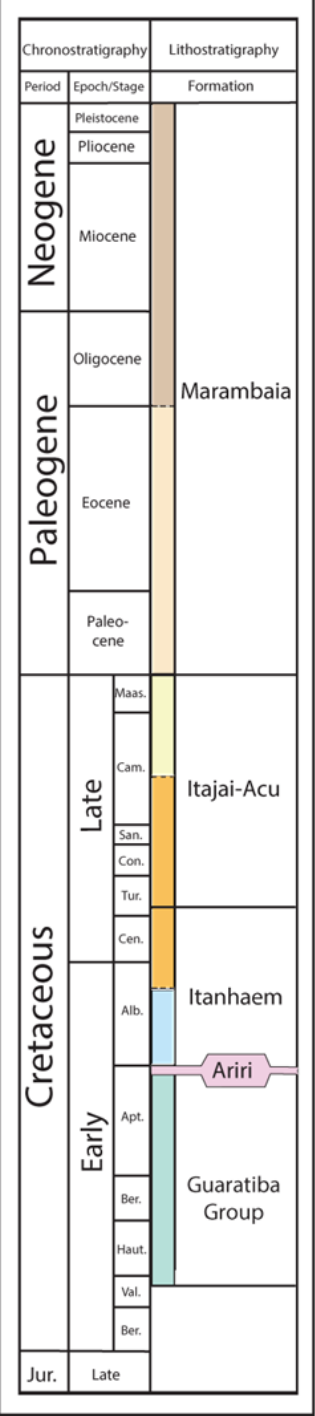 Chronostratigraphy Lithostratigraphy
Period Epoch/Stage Formation
Neogene
Pleistocene
Pliocene
Miocene
Paleogene
Oligocene
Eocene
Paleo-
cene
Marambaia
Cretaceous
Late
Maas.
Cam.
San.
Con.
Tur.
Cen.
Itajai-Acu
Early
Alb.
Apt.
Ber.
Haut.
Val.
Ber.
Itanhaem
Ariri
Guaratiba
Group
Jur. Late